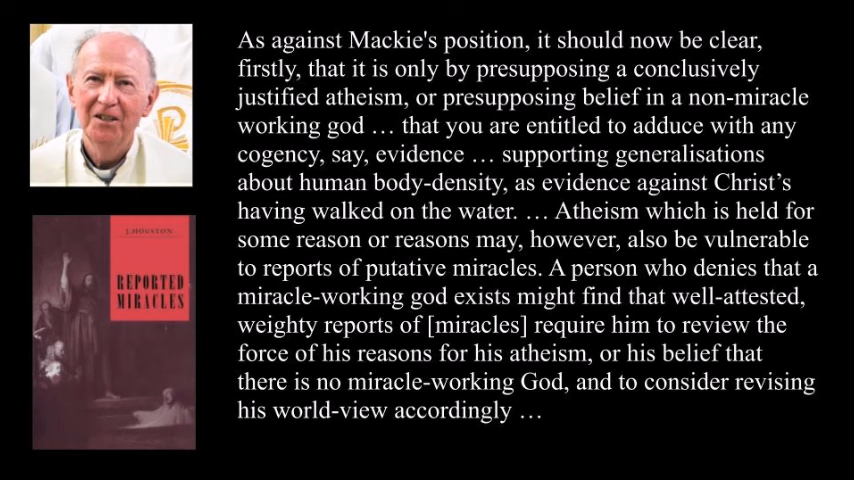 As against Mackie's position, it should now be clear,
firstly, that it is only by presupposing a conclusively
justified atheism, or presupposing belief in a non-miracle
working god … that you are entitled to adduce with any
cogency, say, evidence … supporting generalisations
about human body-density, as evidence against Christ’s
having walked on the water. … Atheism which is held for
some reason or reasons may, however, also be vulnerable
to reports of putative miracles. A person who denies that a
miracle-working god exists might find that well-attested,
weighty reports of [miracles] require him to review the
force of his reasons for his atheism, or his belief that
there is no miracle-working God, and to consider revising
his world-view accordingly …
J.HOUSTON
REPORTED
MIRACLES